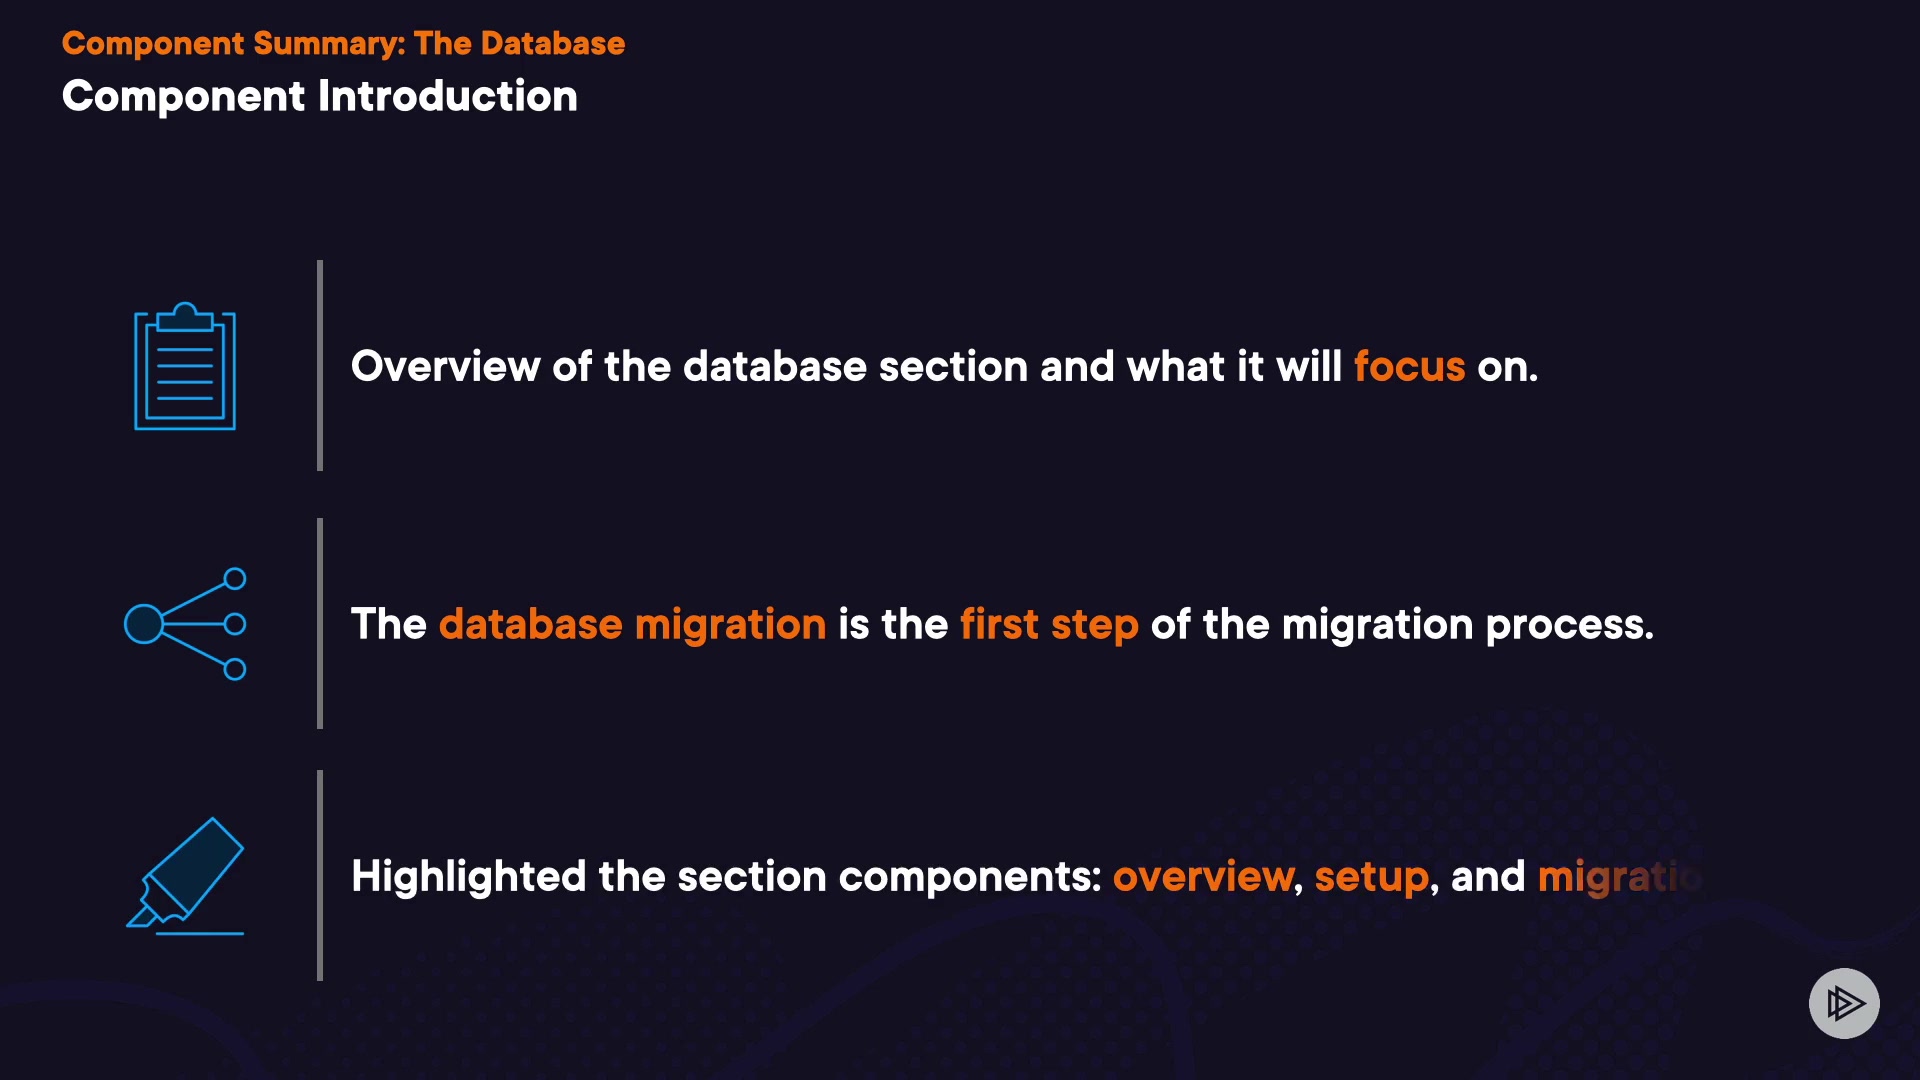 Component Summary: The Database
Component Introduction
Overview of the database section and what it will focus on.
The database migration is the first step of the migration process.
Highlighted the section components: overview, setup, and migratio